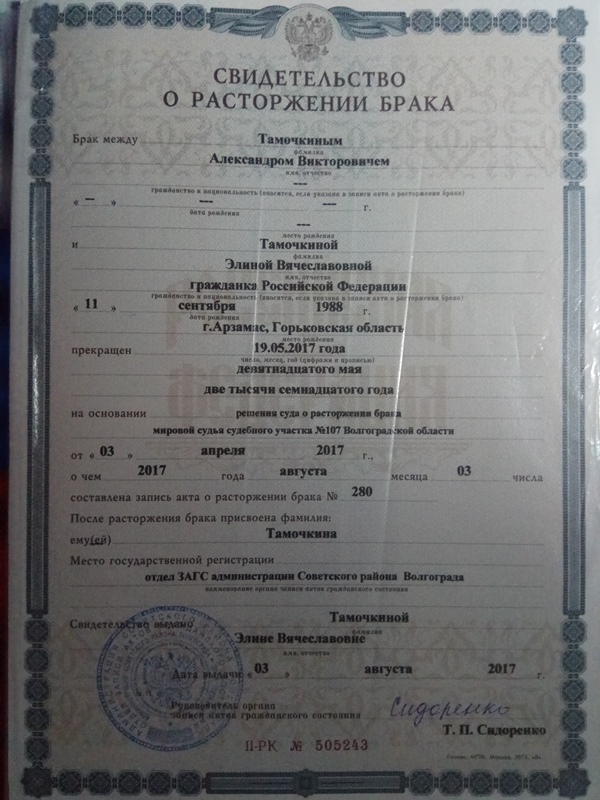 СВИДЕТЕЛЬСТВО
О РАСТОРЖЕНИИ БРАКА
Брак между Тамочкиным
фамилия
Александром Викторовичем
имя, отчество
---
гражданство и национальность (вносятся, если указано в записи акта о расторжении брака)
« -- » --- --- г.
дата рождения
---
место рождения
и Тамочкиной
фамилия
Элиной Вячеславовной
имя, отчество
гражданка Российской Федерации
гражданство и национальность (вносятся, если указано в записи акта о расторжении брака)
« 11 » сентября 1988 г.
дата рождения
г.Арзамас, Горьковская область
место рождения
прекращен 19.05.2017 года
число, месяц, год (цифрами и прописью)
девятнадцатого мая
две тысячи семнадцатого года
на основании решения суда о расторжении брака
мировой судья судебного участка №107 Волгоградской области
от « 03 » апреля 2017 г.,
о чем 2017 года августа месяца 03 числа
составлена запись акта о расторжении брака № 280
После расторжения брака присвоена фамилия:
ему(ей) Тамочкина
Место государственной регистрации
отдел ЗАГС администрации Советского района Волгограда
наименование органа записи актов гражданского состояния
Свидетельство выдано Тамочкиной
фамилия
Элине Вячеславовне
имя, отчество
Дата выдачи « 03 » августа 2017 г.
Руководитель органа
записи актов гражданского состояния Сидоренко
Т. П. Сидоренко
II-РК № 505243